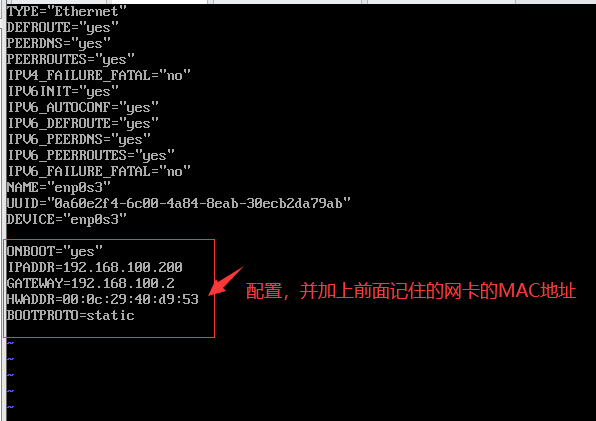 TYPE="Ethernet"
DEFROUTE="yes"
PEERDNS="yes"
PEERROUTES="yes"
IPV4_FAILURE_FATAL="no"
IPV6INIT="yes"
IPV6_AUTOCONF="yes"
IPV6_DEFROUTE="yes"
IPV6_PEERDNS="yes"
IPV6_PEERROUTES="yes"
IPV6_FAILURE_FATAL="no"
NAME="enp0s3"
UUID="0a60e2f4-6c00-4a84-8eab-30ecb2da79ab"
DEVICE="enp0s3"
ONBOOT="yes"
IPADDR=192.168.100.200
GATEWAY=192.168.100.2
HWADDR=00:0c:29:40:d9:53
BOOTPROTO=static
配置，并加上前面记住的网卡的MAC地址
~
~
~
~
~